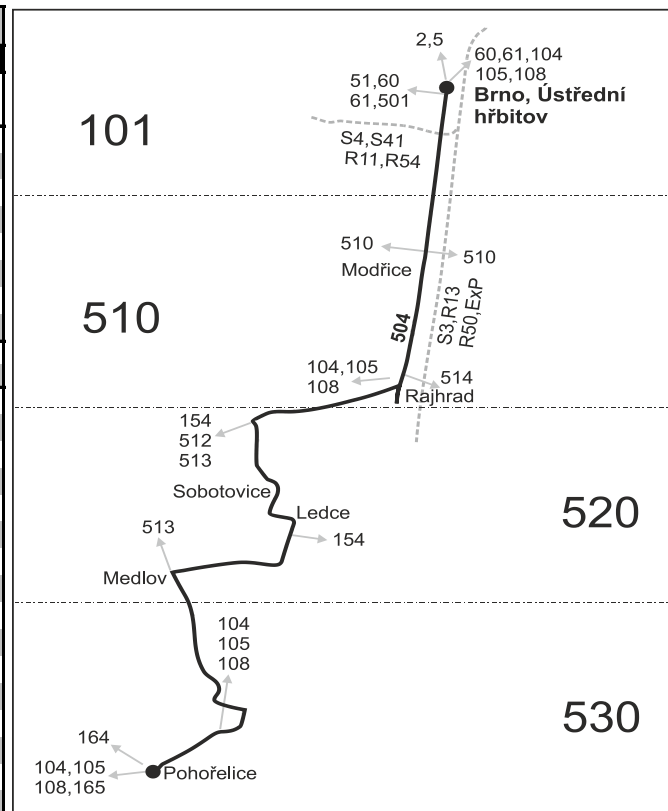 2,5
60,61,104
105,108
51,60
61,501
Brno, Ústřední
hřbitov
101
S4,S41
R11,R54
510
510
Modřice
510
504
S3,R13
R50,ExP
104,105
108
514
Rajhrad
154
512
513
Sobotovice
Ledce
520
513
154
Medlov
104
105
108
530
164
104,105
108,165
Pohořelice